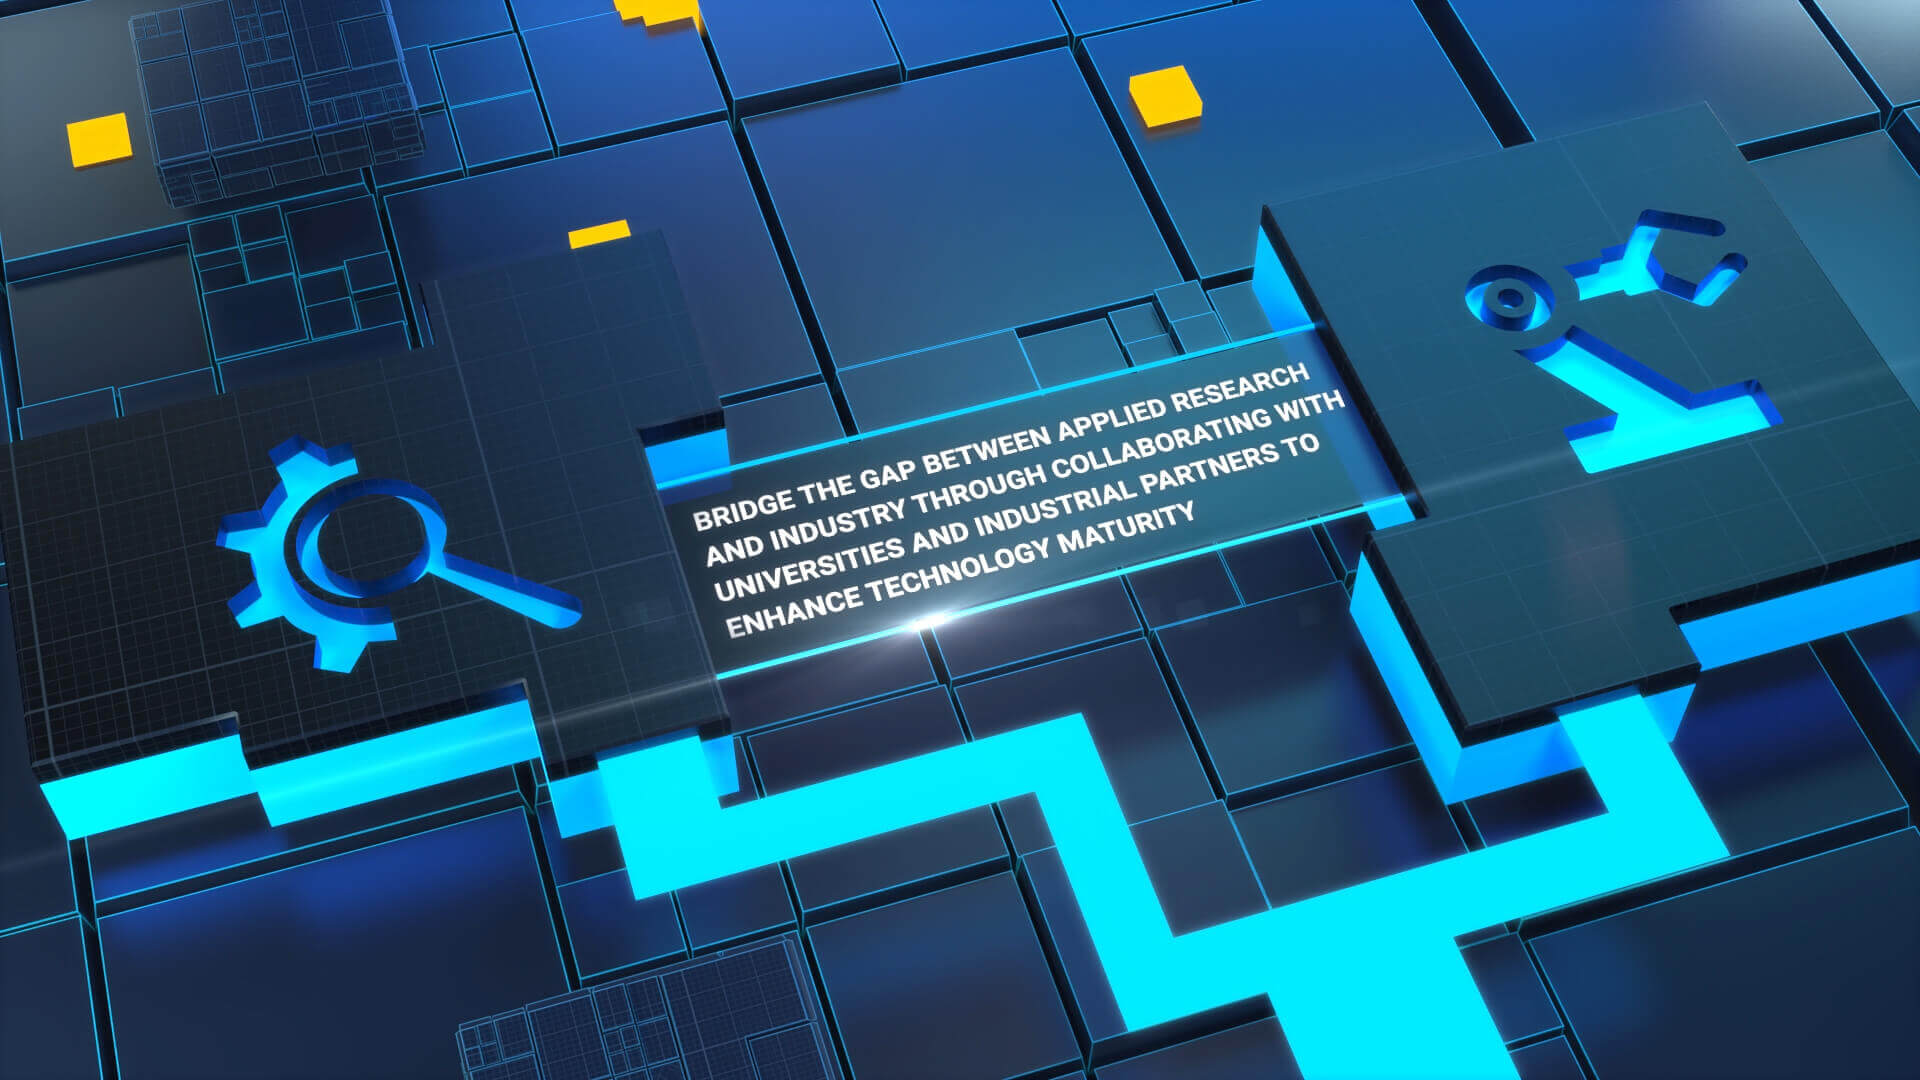 BRIDGE THE GAP BETWEEN APPLIED RESEARCH
AND INDUSTRY THROUGH COLLABORATING WITH
UNIVERSITIES AND INDUSTRIAL PARTNERS TO
ENHANCE TECHNOLOGY MATURITY